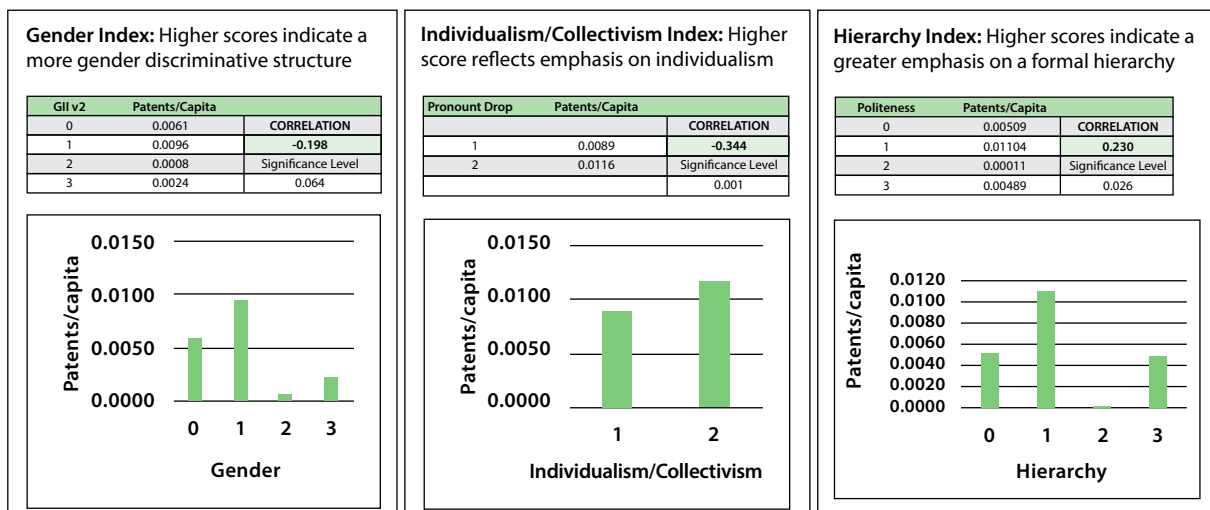 Gender Index: Higher scores indicate a
more gender discriminative structure
GII v2 Patents/Capita
0 0.0061 CORRELATION
1 0.0096 -0.198
2 0.0008 Significance Level
3 0.0024 0.064
0.0150
0.0100
0.0050
0.0000
Patents/capita
0 1 2 3
Gender
Individualism/Collectivism Index: Higher
score reflects emphasis on individualism
Pronount Drop Patents/Capita
CORRELATION
1 0.0089 -0.344
2 0.0116 Significance Level
0.001
0.0150
0.0100
0.0050
0.0000
Patents/capita
1 2
Individualism/Collectivism
Hierarchy Index: Higher scores indicate a
greater emphasis on a formal hierarchy
Politeness Patents/Capita
0 0.00509 CORRELATION
1 0.01104 0.230
2 0.00011 Significance Level
3 0.00489 0.026
0.0120
0.0100
0.0080
0.0060
0.0040
0.0020
0.0000
Patents/capita
0 1 2 3
Hierarchy